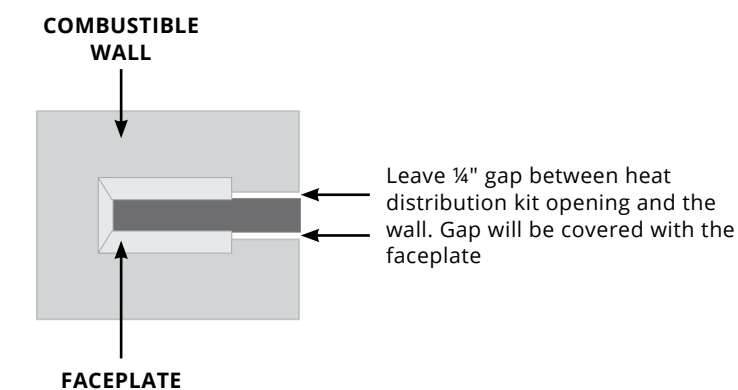 COMBUSTIBLE
WALL
Leave ¼" gap between heat
distribution kit opening and the
wall. Gap will be covered with the
faceplate
FACEPLATE